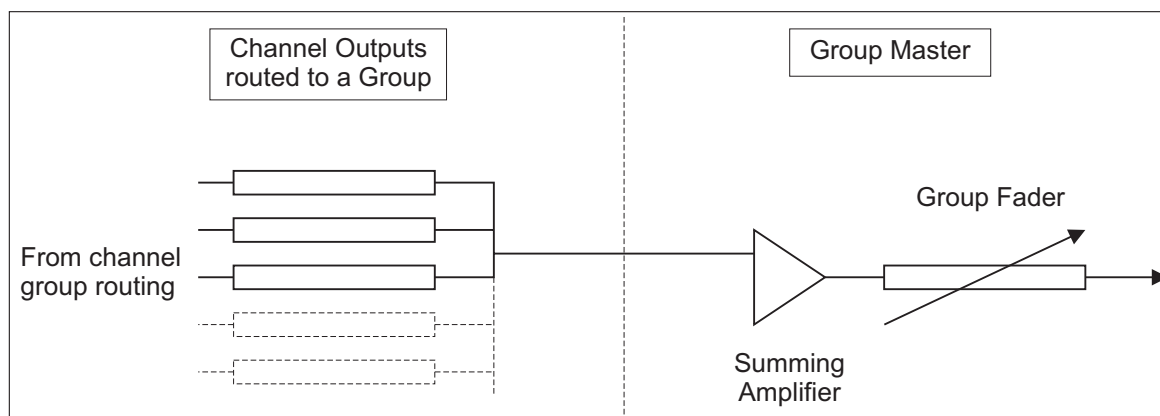 Channel Outputs
routed to a Group
Group Master
Group Fader
From channel
group routing
Summing
Amplifier